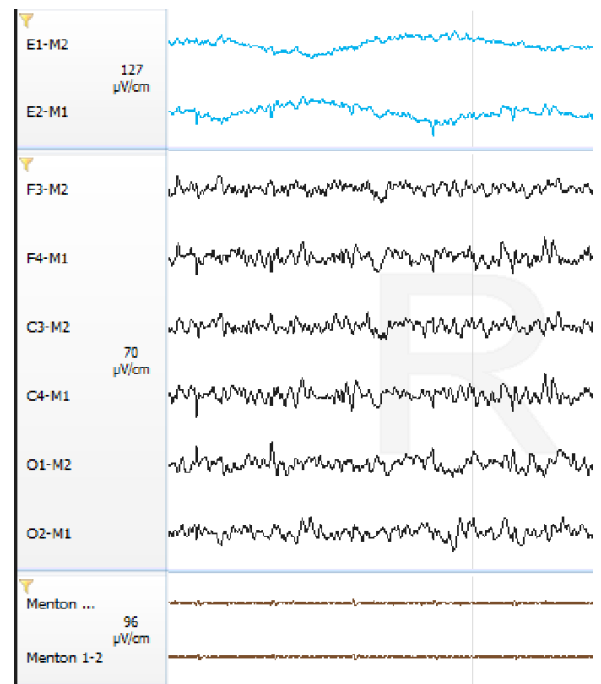 E1-M2
127
µV/cm
E2-M1
F3-M2
F4-M1
C3-M2
70
µV/cm
C4-M1
O1-M2
O2-M1
Menton ...
96
µV/cm
Menton 1-2
R